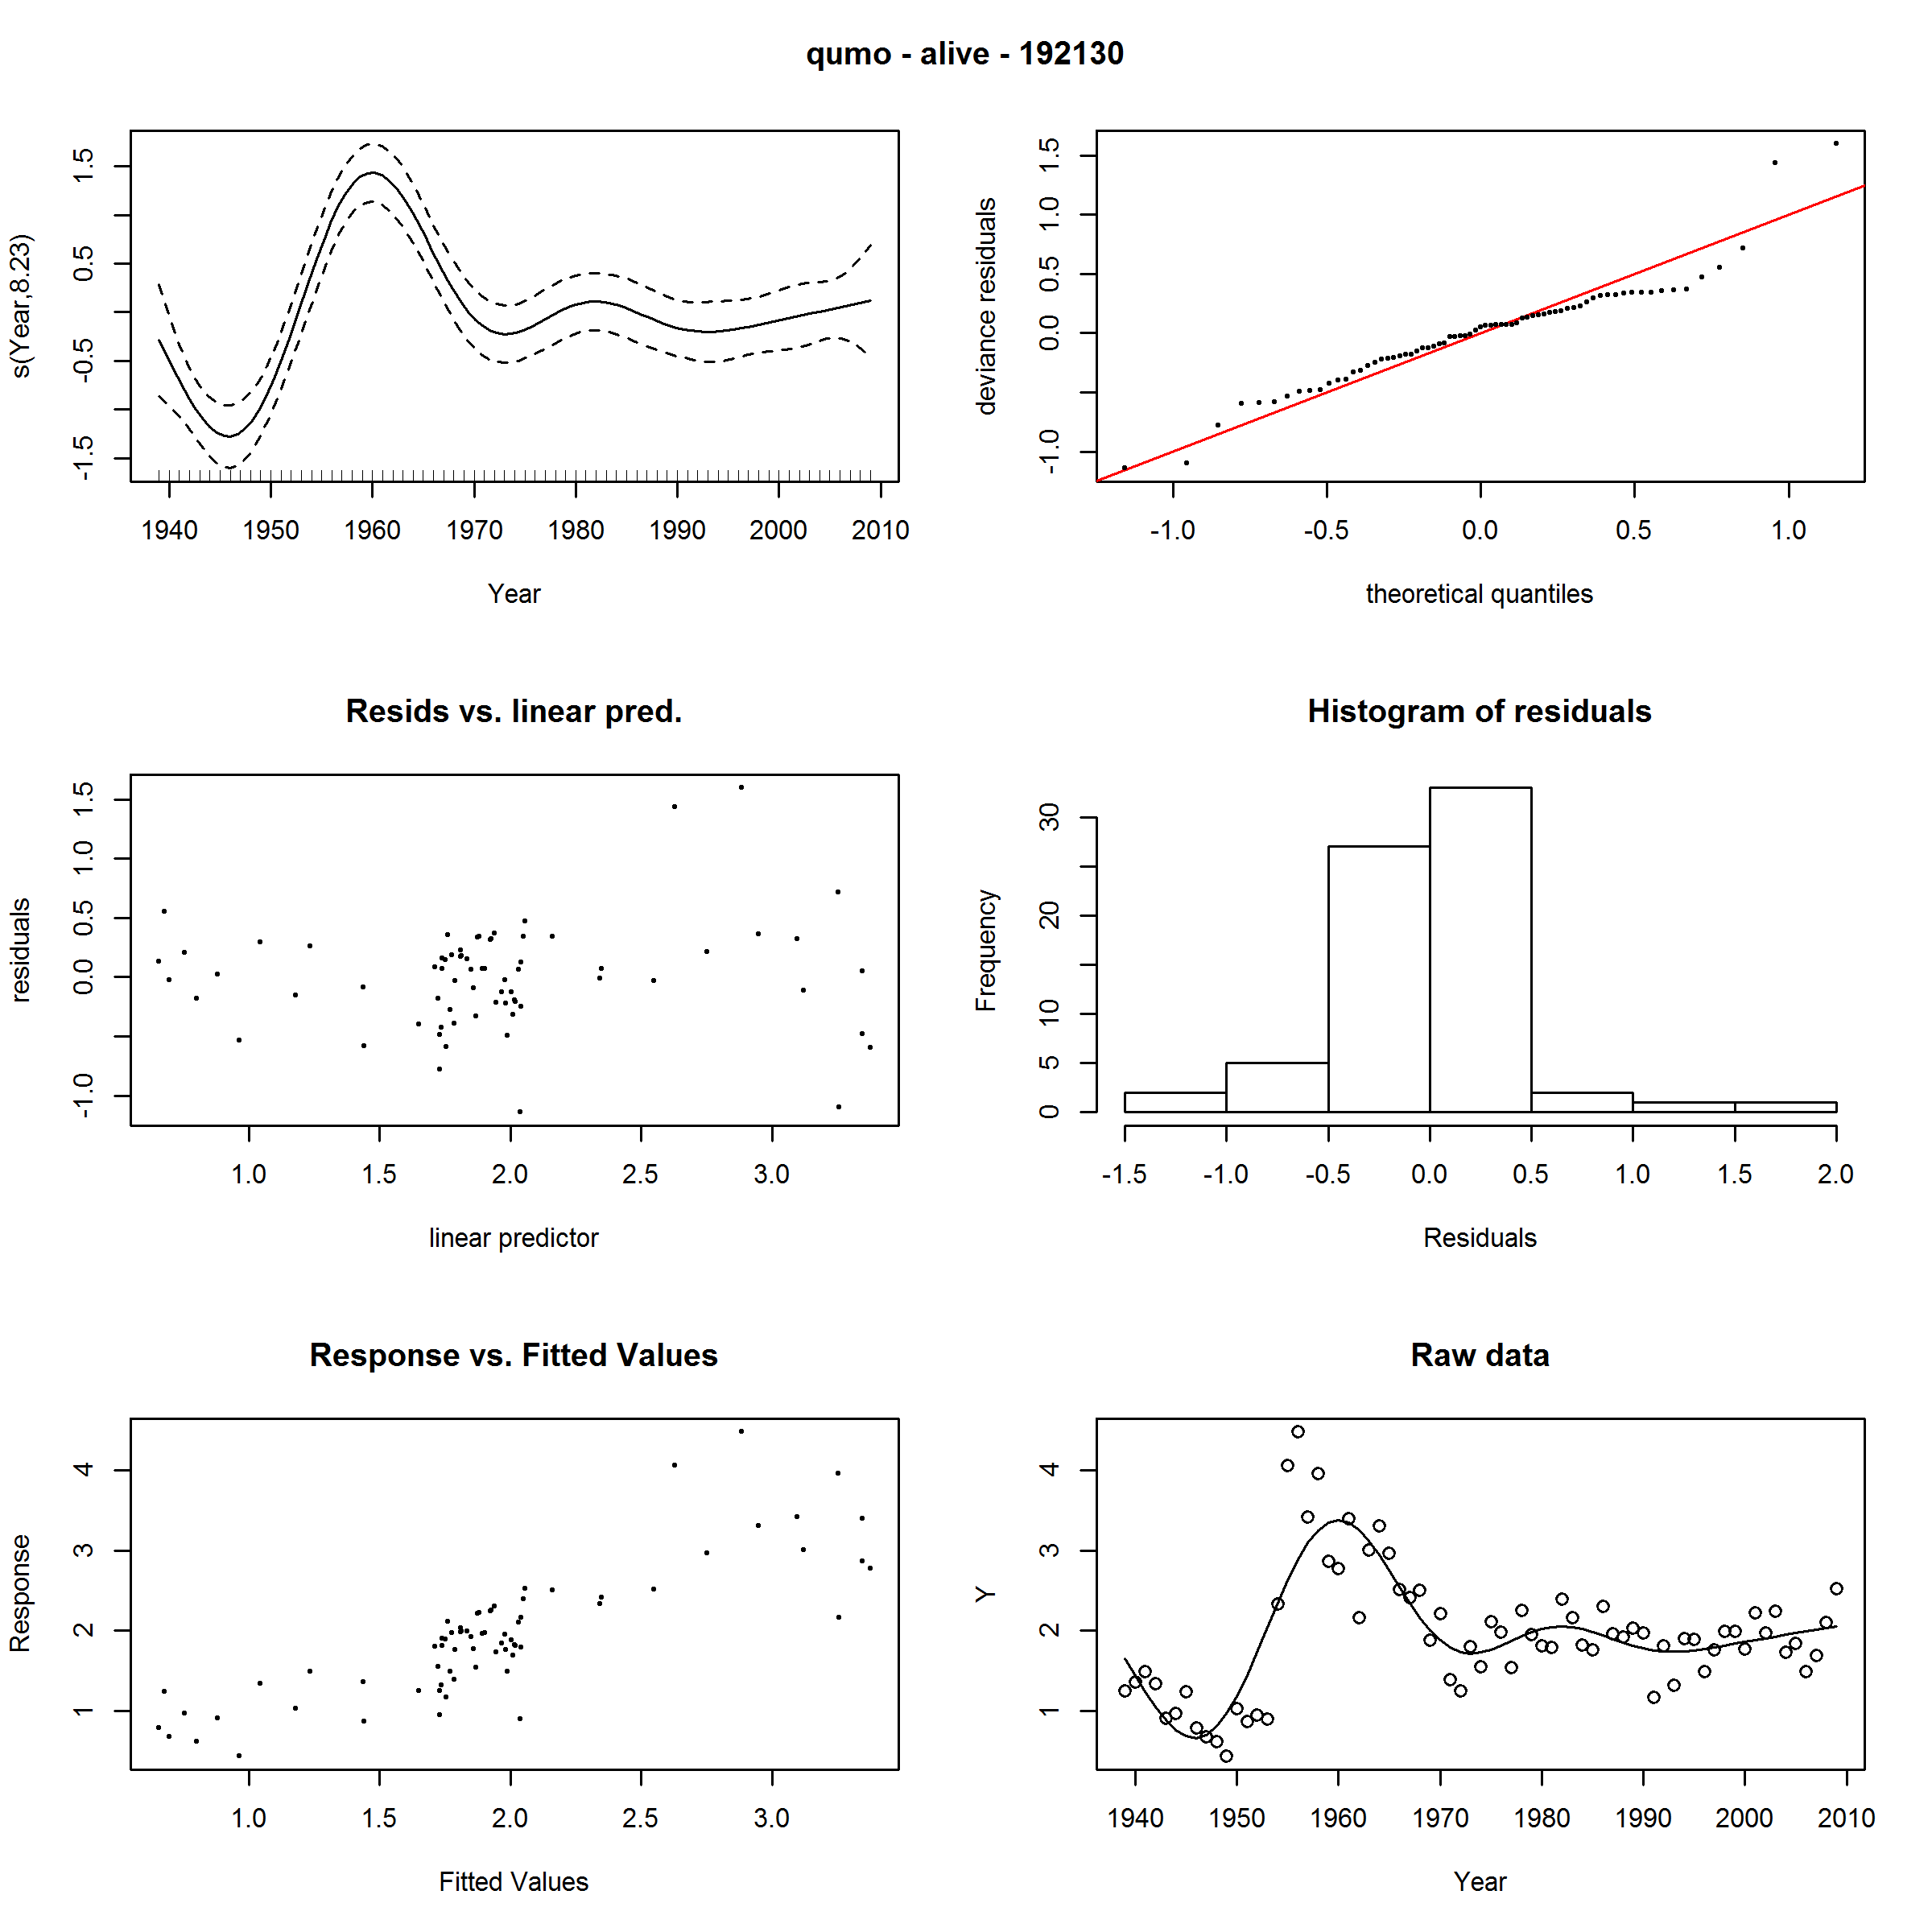 qumo - alive - 192130
s(Year,8.23)
-1.5 -0.5 0.5 1.5
1940 1950 1960 1970 1980 1990 2000 2010
Year
deviance residuals
-1.0 0.0 0.5 1.0 1.5
-1.0 -0.5 0.0 0.5 1.0
theoretical quantiles
Resids vs. linear pred.
residuals
-1.0 0.0 0.5 1.0 1.5
1.0 1.5 2.0 2.5 3.0
linear predictor
Histogram of residuals
Frequency
0 5 10 20 30
-1.5 -1.0 -0.5 0.0 0.5 1.0 1.5 2.0
Residuals
Response vs. Fitted Values
Response
1 2 3 4
1.0 1.5 2.0 2.5 3.0
Fitted Values
Raw data
Y
1 2 3 4
1940 1950 1960 1970 1980 1990 2000 2010
Year